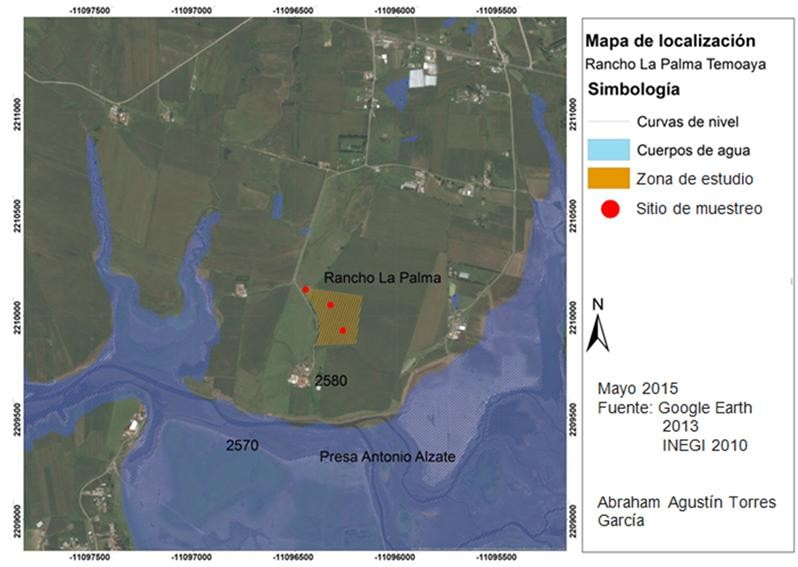 -11097500 -11097000 -11096500 -11096000 -11095500
2211000 2211000
2210500 2210500
2210000 2210000
2209500 2209500
2209000 2209000
Rancho La Palma
2580
2570
Presa Antonio Alzate
-11097500 -11097000 -11096500 -11096000 -11095500
Mapa de localización
Rancho La Palma Temoaya
Simbología
Curvas de nivel
Cuerpos de agua
Zona de estudio
Sitio de muestreo
N
Mayo 2015
Fuente: Google Earth
2013
INEGI 2010
Abraham Agustín Torres
García